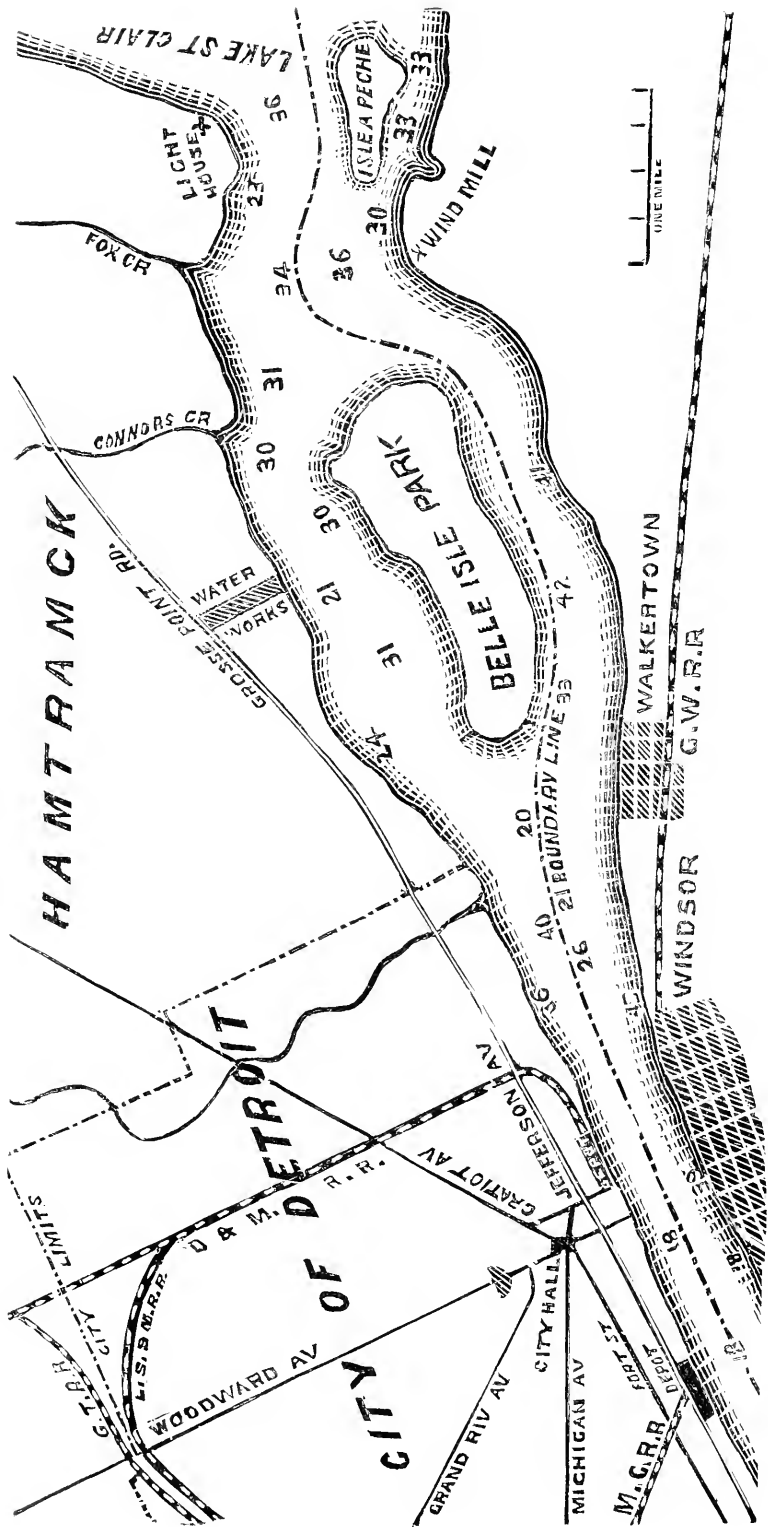 LAKE ST CLAIR
36
ISLE A PECHE
33
33
LIGHT
HOUSE
30
WIND MILL
ONE MILE
FOX CR
34
36
31
CONNORS CR
30
HAMTRAMCK
GROSSE POINT RD.
WATER
WORKS
30
21
31
BELLE ISLE PARK
24
42
33
BOUNDARY LINE
20
21
40
26
WALKERTOWN
G.W.R.R
WINDSOR
CITY OF DETROIT
JEFFERSON AV
GRATIOT AV
D & M. R.R.
CITY LIMITS
L.S. & M.R.R.
G.T.R.R
WOODWARD AV
GRAND RIV AV
CITY HALL
MICHIGAN AV
FORT ST
DEPOT
M.C.R.R
18
18